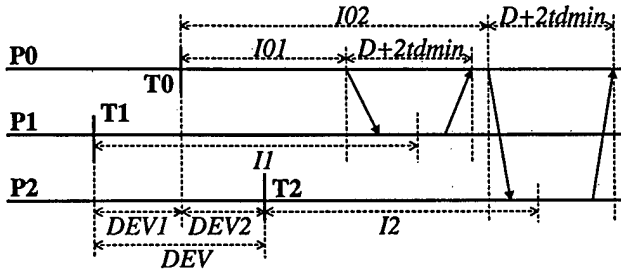 I02 D+2tdmin
I01 D+2tdmin
P0
T0
T1
P1
I1
P2 T2
DEV1 DEV2 I2
DEV